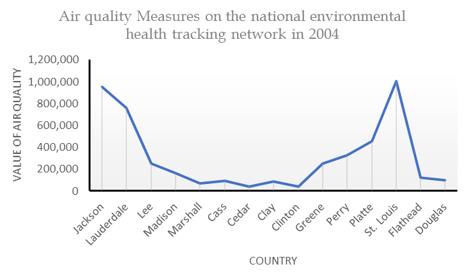 Air quality Measures on the national environmental
health tracking network in 2004
VALUE OF AIR QUALITY
1,200,000
1,000,000
800,000
600,000
400,000
200,000
0
Jackson
Lauderdale
Lee
Madison
Marshall
Cass
Cedar
Clay
Clinton
Greene
Perry
Platte
St. Louis
Flathead
Douglas
COUNTRY